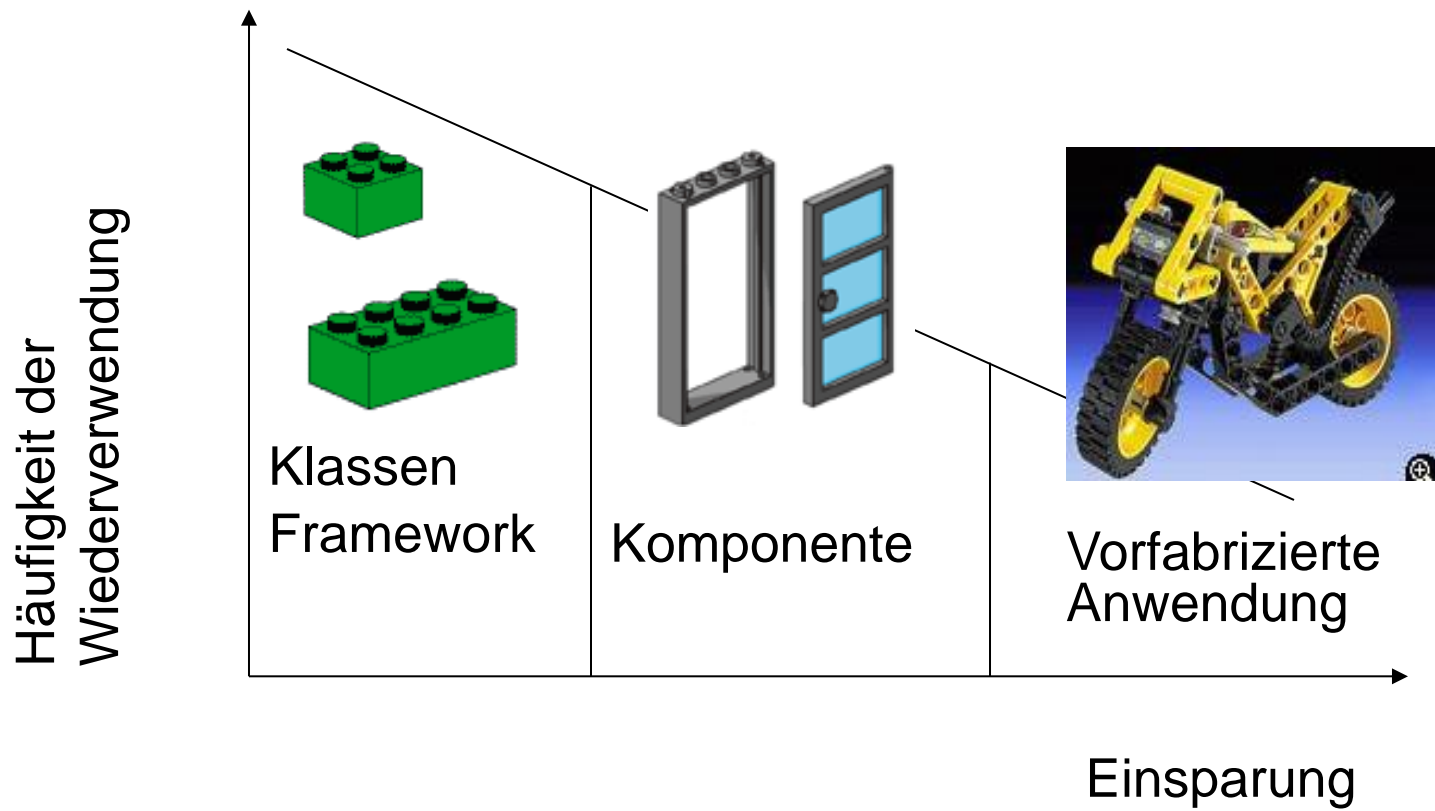 Häufigkeit der
Wiederverwendung
Klassen
Framework
Komponente
Vorfabrizierte
Anwendung
Einsparung